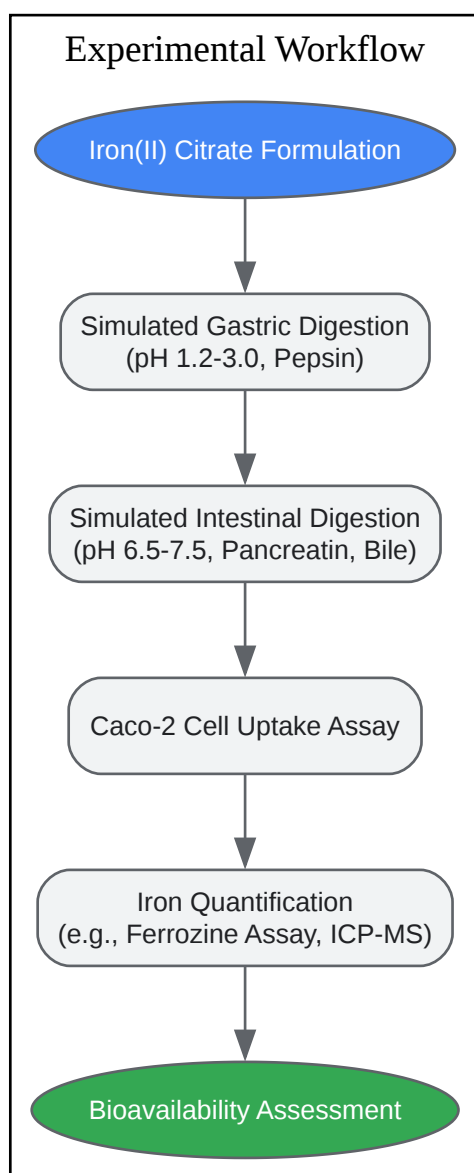 Experimental Workflow
Iron(II) Citrate Formulation
Simulated Gastric Digestion
(pH 1.2-3.0, Pepsin)
Simulated Intestinal Digestion
(pH 6.5-7.5, Pancreatin, Bile)
Caco-2 Cell Uptake Assay
Iron Quantification
(e.g., Ferrozine Assay, ICP-MS)
Bioavailability Assessment